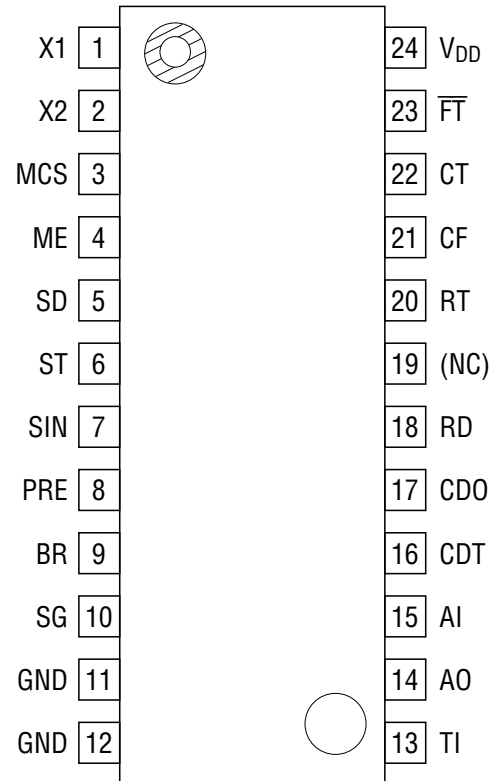 X1 1 24 VDD
X2 2 23 F̅T̅
MCS 3 22 CT
ME 4 21 CF
SD 5 20 RT
ST 6 19 (NC)
SIN 7 18 RD
PRE 8 17 CDO
BR 9 16 CDT
SG 10 15 AI
GND 11 14 AO
GND 12 13 TI